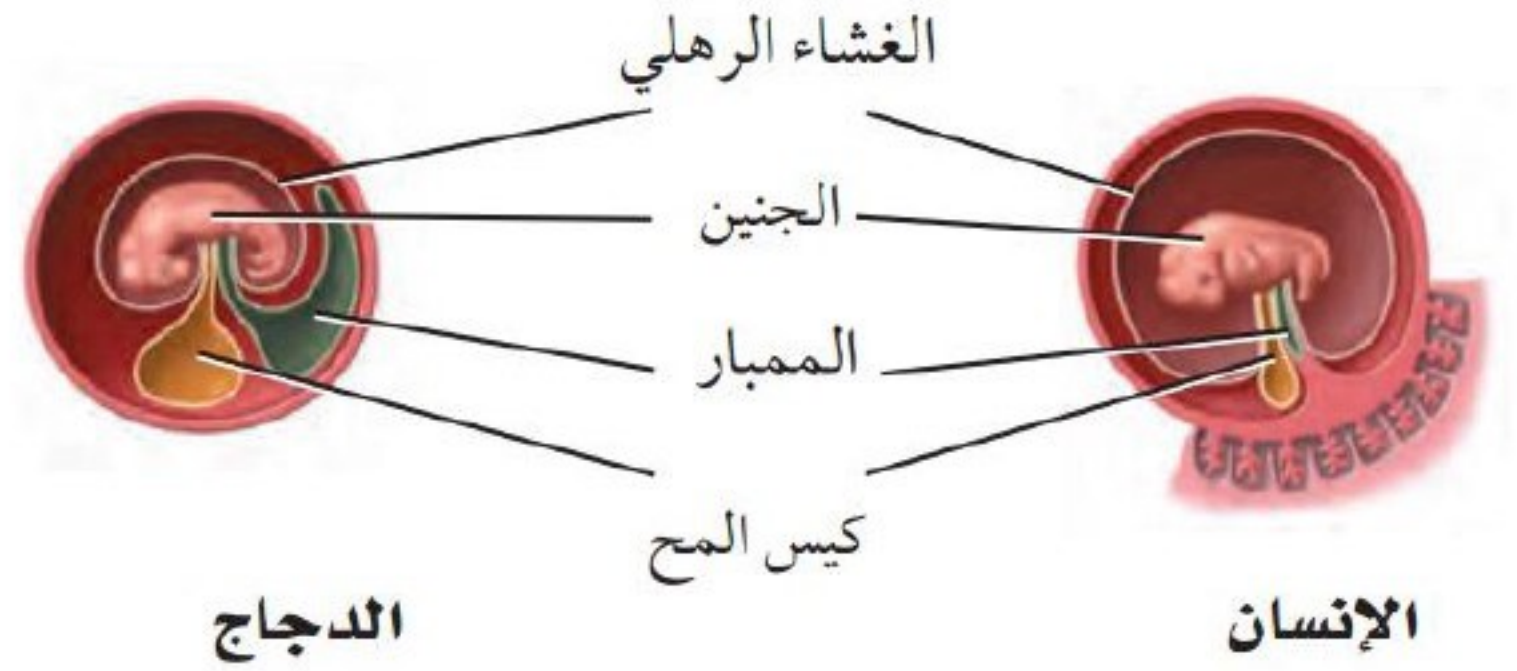 الغشاء الرهلي
الجنين
الممبار
كيس المح
الإنسان
الدجاج